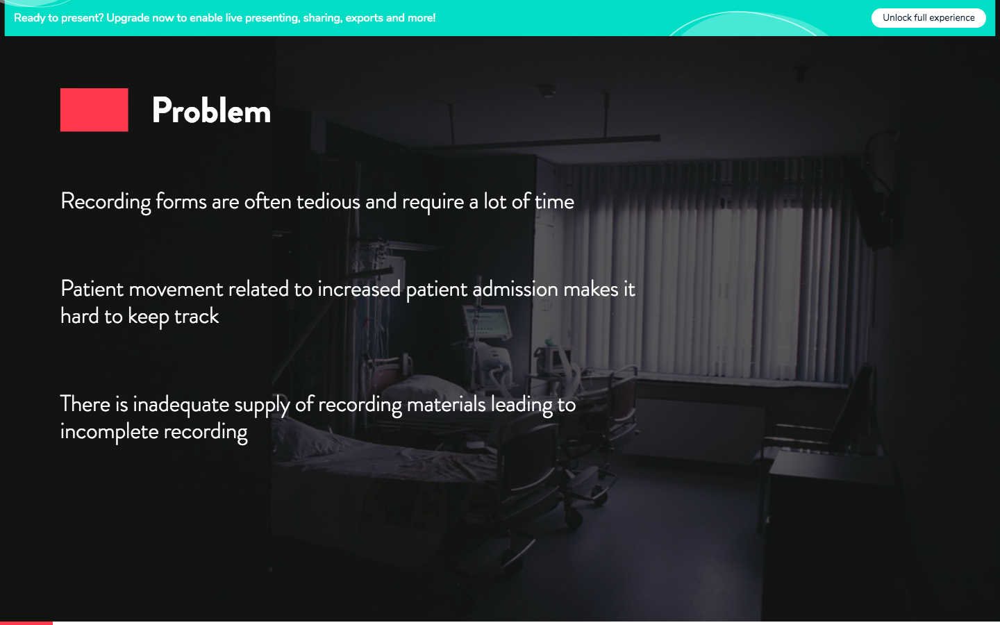 Ready to present? Upgrade now to enable live presenting, sharing, exports and more!
Unlock full experience
Problem
Recording forms are often tedious and require a lot of time
Patient movement related to increased patient admission makes it
hard to keep track
There is inadequate supply of recording materials leading to
incomplete recording